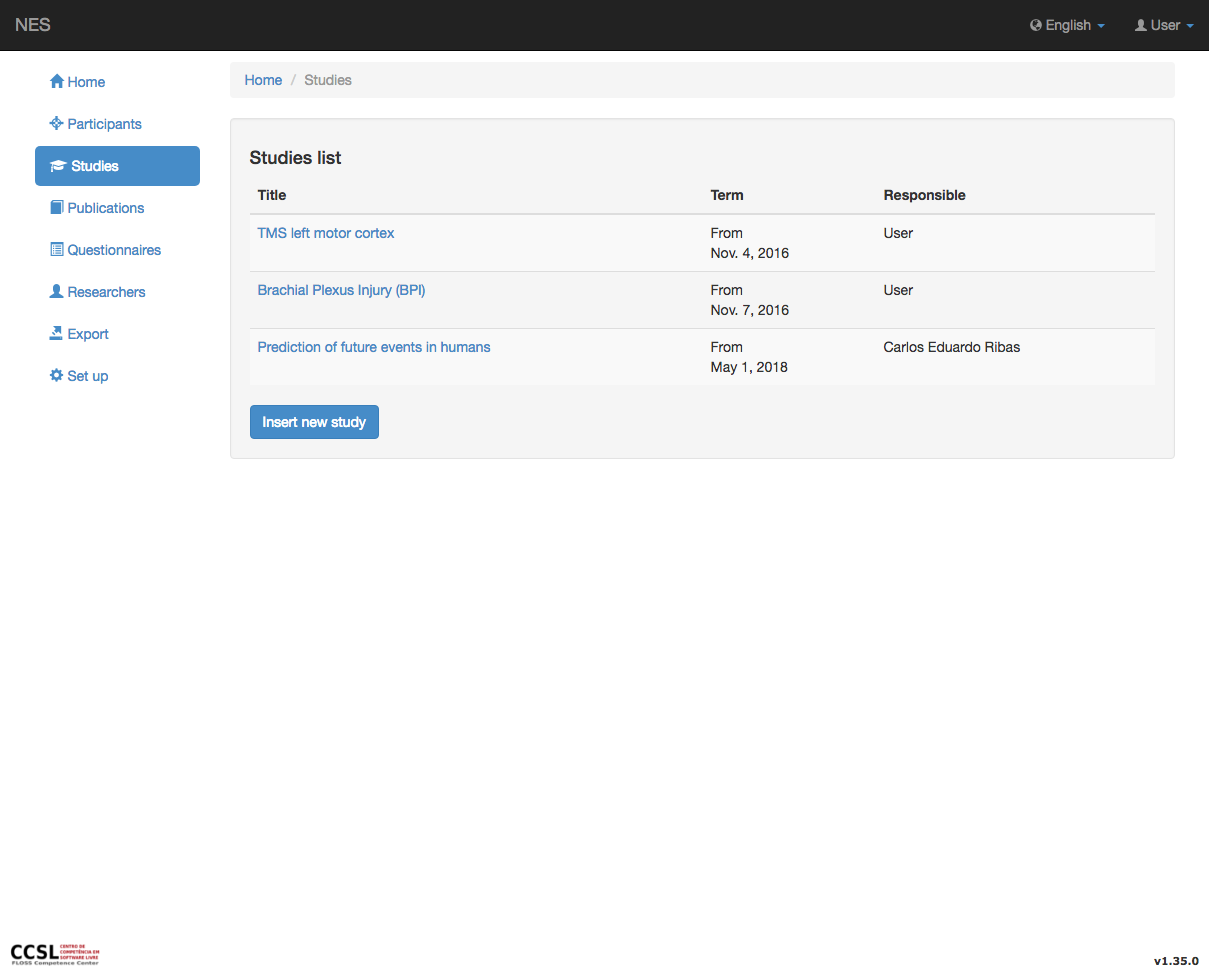 NES
English
User
Home
Participants
Studies
Publications
Questionnaires
Researchers
Export
Set up
Home / Studies
Studies list
Title Term Responsible
TMS left motor cortex From Nov. 4, 2016 User
Brachial Plexus Injury (BPI) From Nov. 7, 2016 User
Prediction of future events in humans From May 1, 2018 Carlos Eduardo Ribas
Insert new study
CCSL
CENTRO DE
COMPETÊNCIA EM
SOFTWARE LIVRE
FLOSS Competence Center
v1.35.0